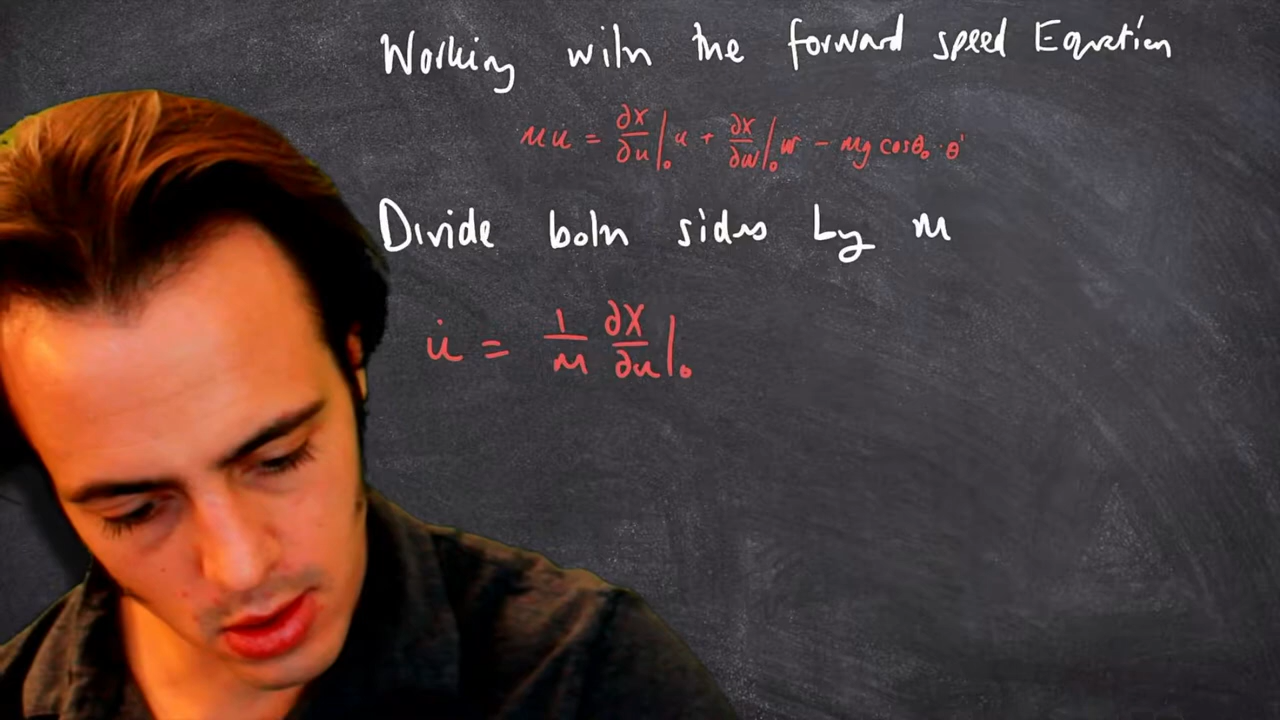 Working with the forward speed Equation
mu̇ = ∂X/∂u|₀ u + ∂X/∂w|₀ w − mg cosθ₀ · θ'
Divide both sides by m
u̇ = 1/m ∂X/∂u|₀